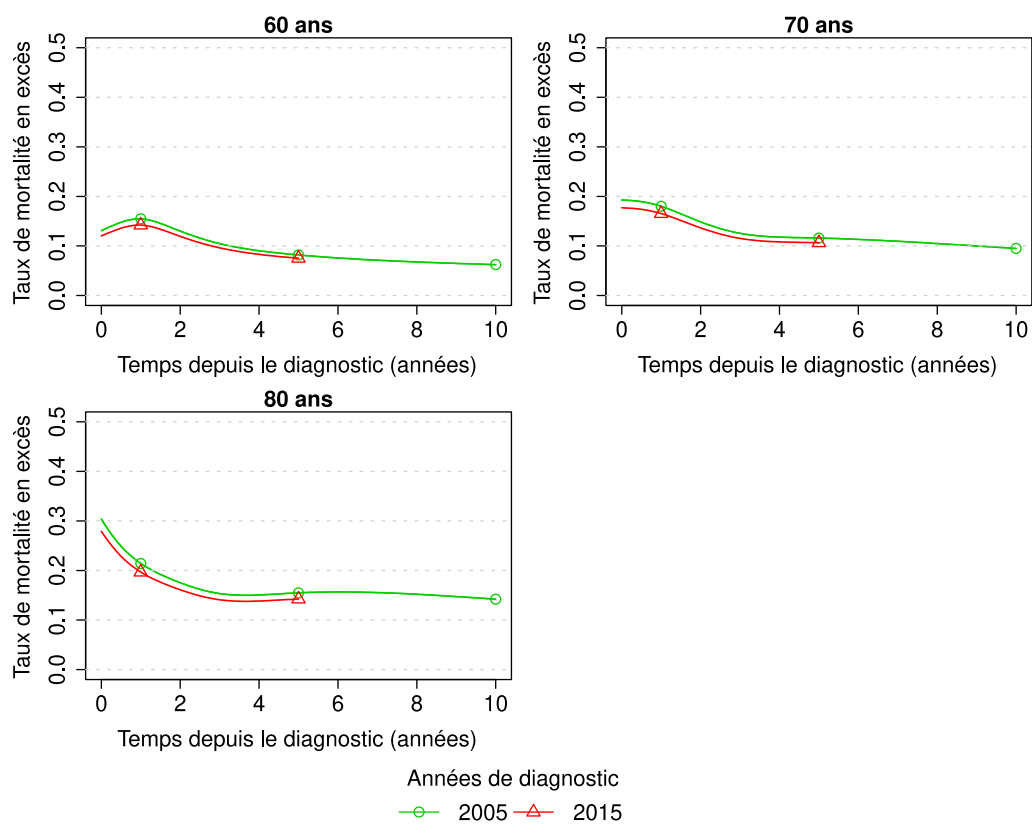 60 ans
Taux de mortalité en excès
0.0 0.1 0.2 0.3 0.4 0.5
0 2 4 6 8 10
Temps depuis le diagnostic (années)
70 ans
Taux de mortalité en excès
0.0 0.1 0.2 0.3 0.4 0.5
0 2 4 6 8 10
Temps depuis le diagnostic (années)
80 ans
Taux de mortalité en excès
0.0 0.1 0.2 0.3 0.4 0.5
0 2 4 6 8 10
Temps depuis le diagnostic (années)
Années de diagnostic
2005 2015